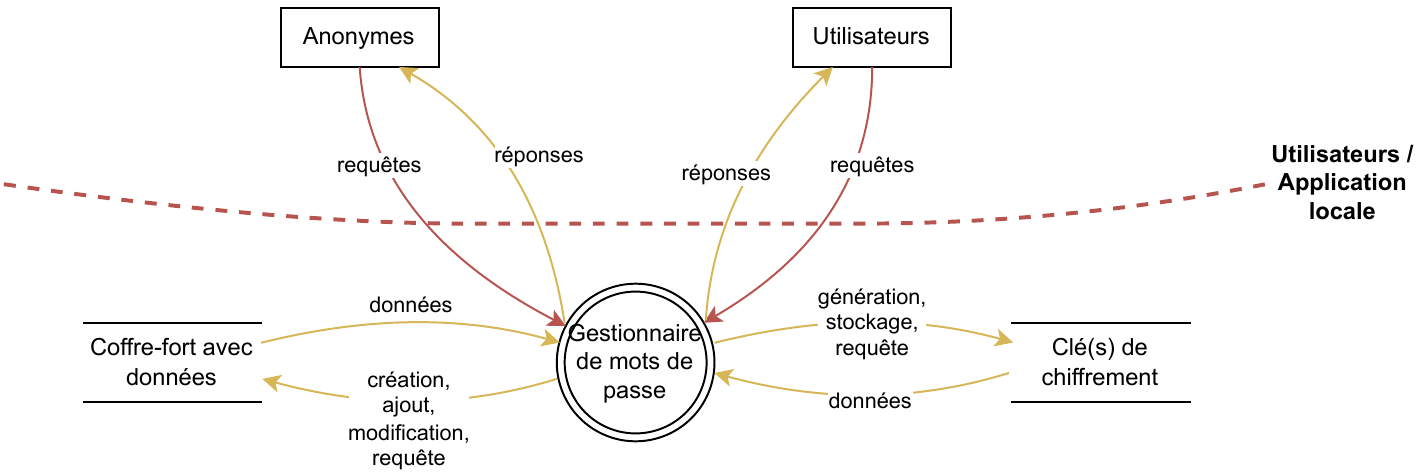 Anonymes
Utilisateurs
requêtes
réponses
réponses
requêtes
Utilisateurs /
Application
locale
données
génération,
stockage,
requête
Coffre-fort avec
données
Gestionnaire
de mots de
passe
Clé(s) de
chiffrement
création,
ajout,
modification,
requête
données